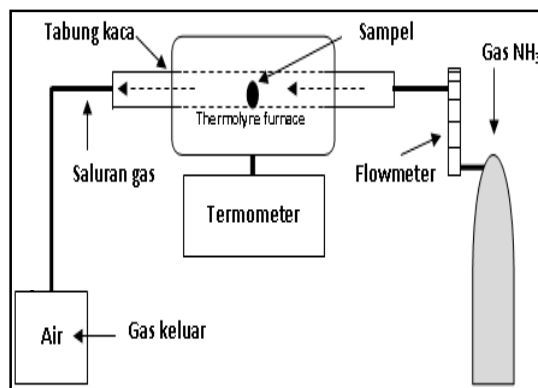 Tabung kaca
Sampel
Gas NH₃
Thermolyre furnace
Saluran gas
Flowmeter
Termometer
Air
Gas keluar